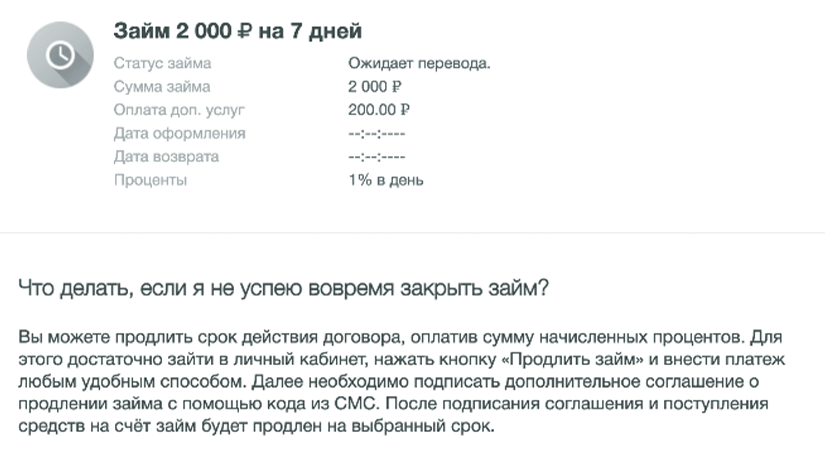 Займ 2 000 ₽ на 7 дней
Статус займа Ожидает перевода.
Сумма займа 2 000 ₽
Оплата доп. услуг 200.00 ₽
Дата оформления --:--:----
Дата возврата --:--:----
Проценты 1% в день
Что делать, если я не успею вовремя закрыть займ?
Вы можете продлить срок действия договора, оплатив сумму начисленных процентов. Для
этого достаточно зайти в личный кабинет, нажать кнопку «Продлить займ» и внести платеж
любым удобным способом. Далее необходимо подписать дополнительное соглашение о
продлении займа с помощью кода из СМС. После подписания соглашения и поступления
средств на счёт займ будет продлен на выбранный срок.